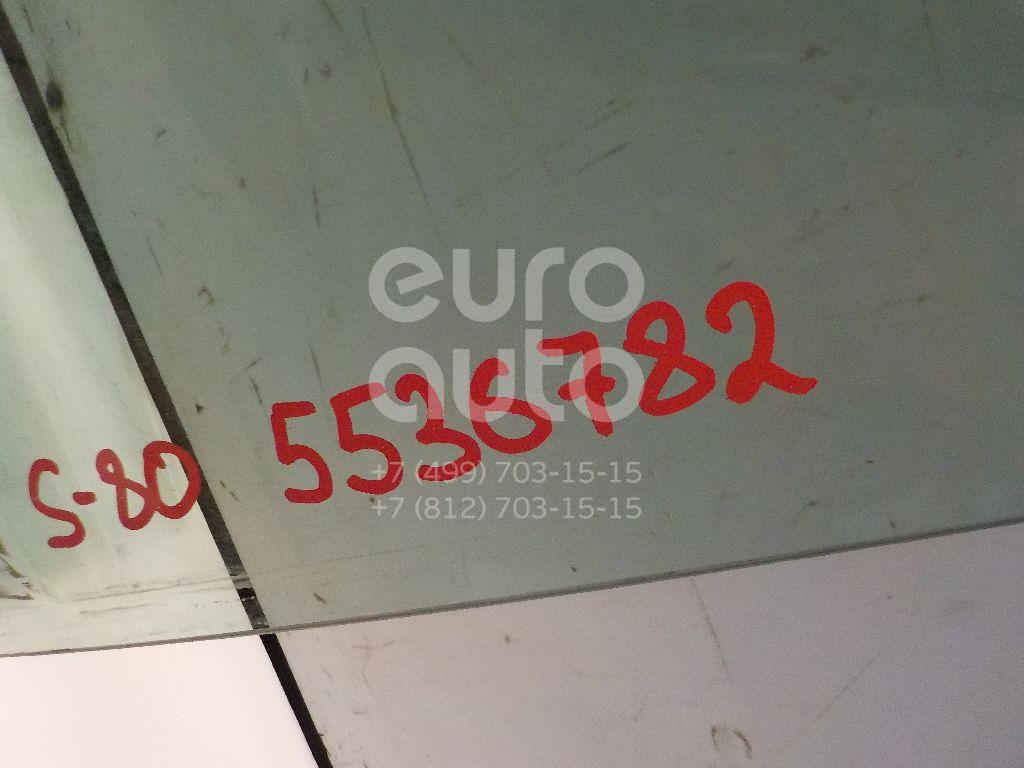 euro
auto
5536782
S-80
+7 (499) 703-15-15
+7 (812) 703-15-15